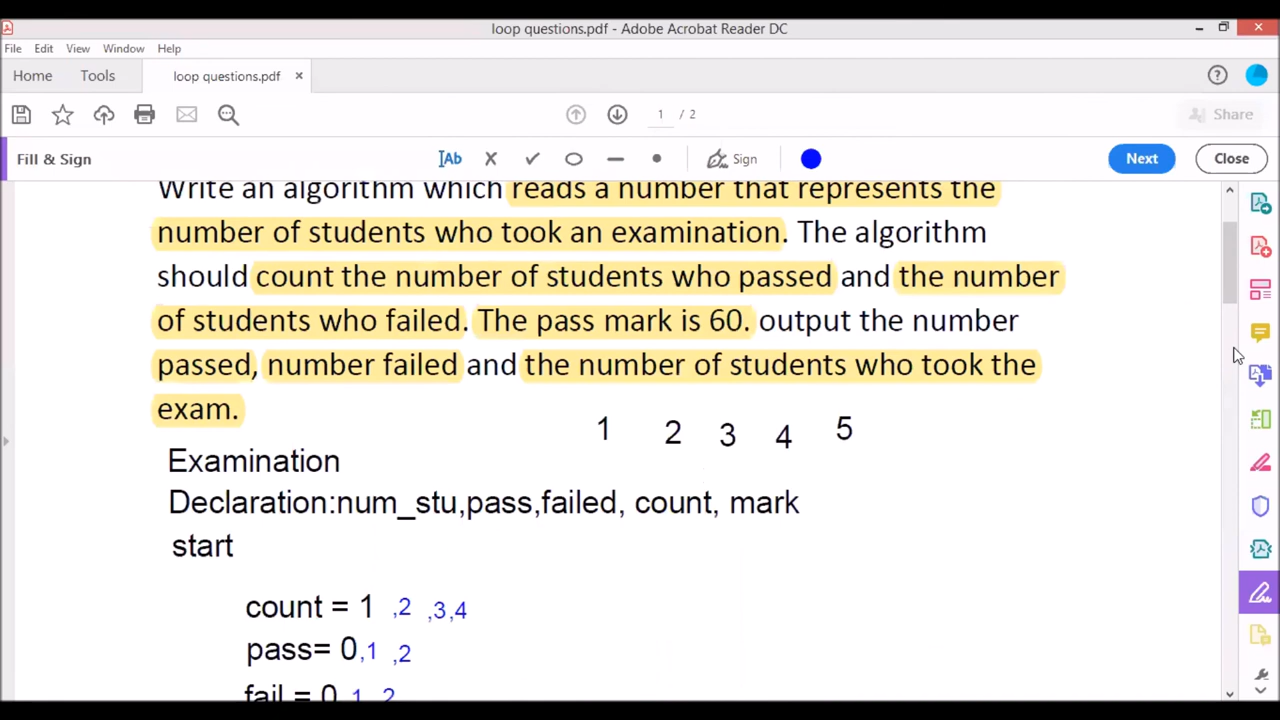 loop questions.pdf - Adobe Acrobat Reader DC
File Edit View Window Help
Home Tools loop questions.pdf ×
1 / 2 Share
Fill & Sign Ab Sign Next Close
Write an algorithm which reads a number that represents the
number of students who took an examination. The algorithm
should count the number of students who passed and the number
of students who failed. The pass mark is 60. output the number
passed, number failed and the number of students who took the
exam.
1 2 3 4 5
Examination
Declaration:num_stu,pass,failed, count, mark
start
count = 1 ,2 ,3,4
pass= 0,1 ,2
fail = 0 1 2